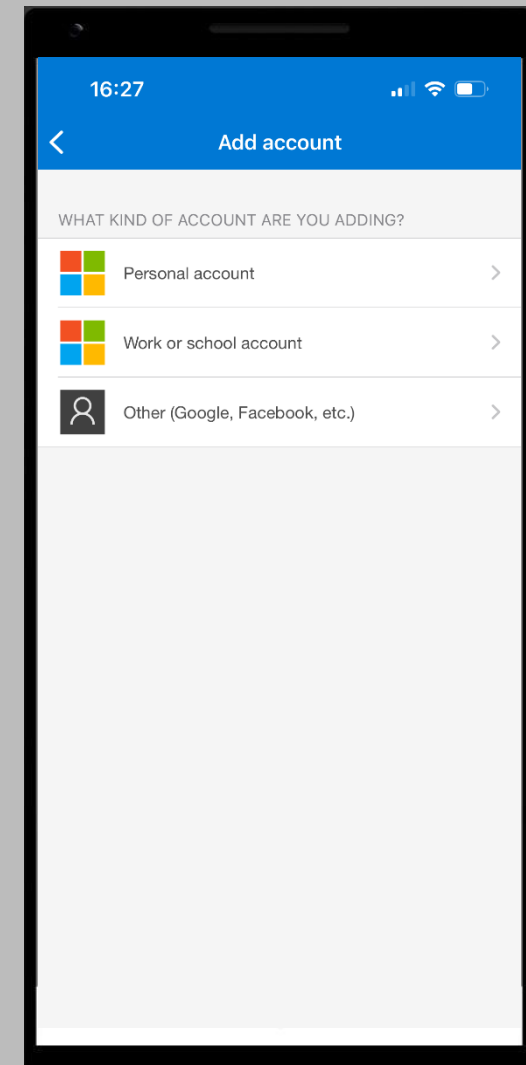 16:27
Add account
WHAT KIND OF ACCOUNT ARE YOU ADDING?
Personal account
Work or school account
Other (Google, Facebook, etc.)